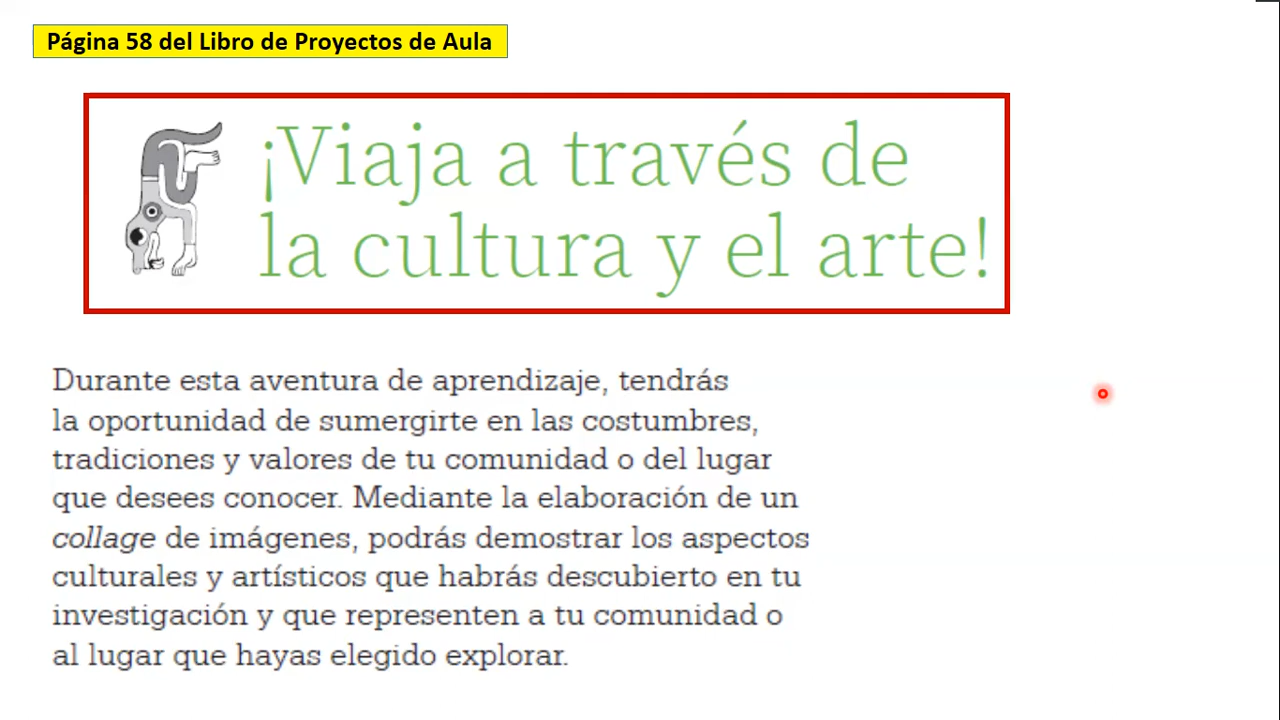 Página 58 del Libro de Proyectos de Aula
¡Viaja a través de
la cultura y el arte!
Durante esta aventura de aprendizaje, tendrás
la oportunidad de sumergirte en las costumbres,
tradiciones y valores de tu comunidad o del lugar
que desees conocer. Mediante la elaboración de un
collage de imágenes, podrás demostrar los aspectos
culturales y artísticos que habrás descubierto en tu
investigación y que representen a tu comunidad o
al lugar que hayas elegido explorar.